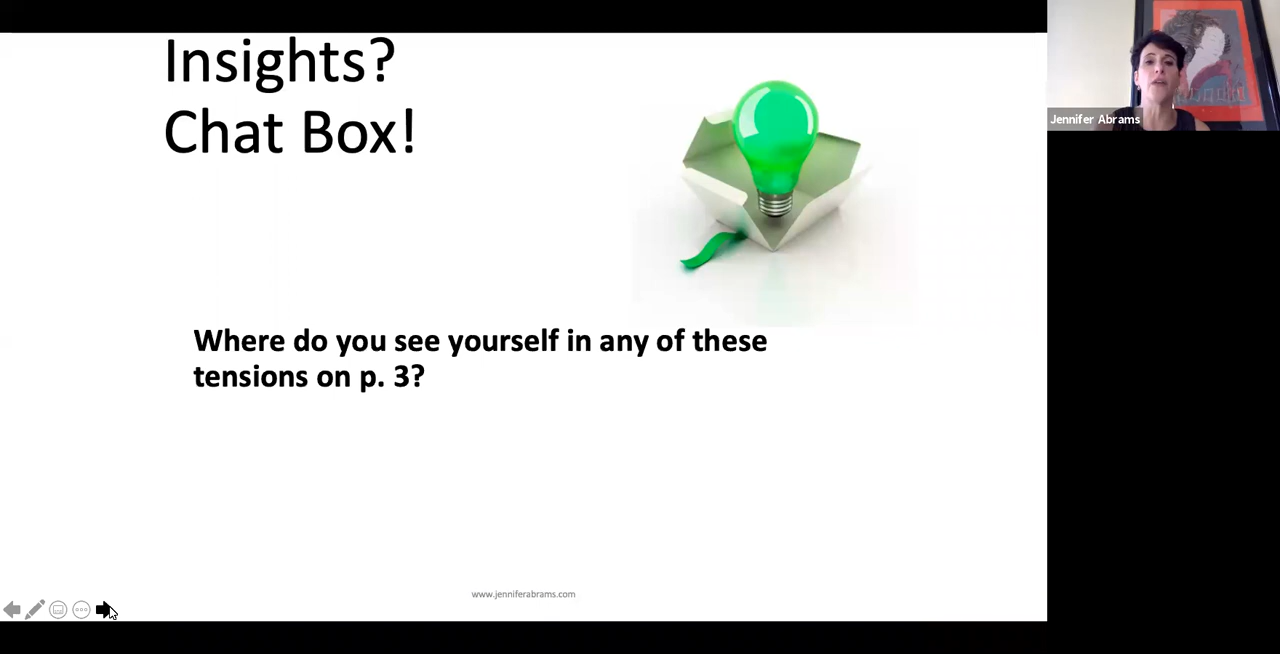 Insights?
Chat Box!
Jennifer Abrams
Where do you see yourself in any of these
tensions on p. 3?
www.jenniferabrams.com